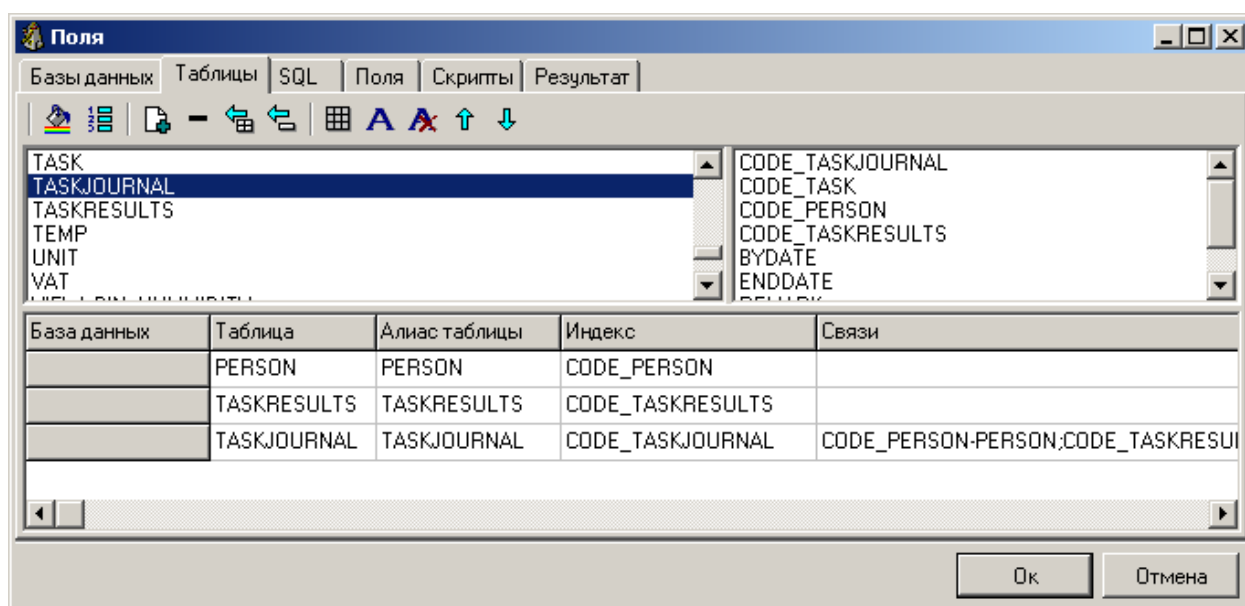 Поля
Базы данных Таблицы SQL Поля Скрипты Результат
TASK
TASKJOURNAL
TASKRESULTS
TEMP
UNIT
VAT
CODE_TASKJOURNAL
CODE_TASK
CODE_PERSON
CODE_TASKRESULTS
BYDATE
ENDDATE
База данных Таблица Алиас таблицы Индекс Связи
PERSON PERSON CODE_PERSON
TASKRESULTS TASKRESULTS CODE_TASKRESULTS
TASKJOURNAL TASKJOURNAL CODE_TASKJOURNAL CODE_PERSON-PERSON;CODE_TASKRESUL
Ок Отмена